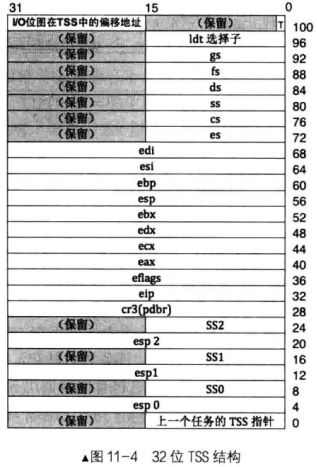 31 15 0
I/O位图在TSS中的偏移地址 (保留) T 100
(保留) ldt 选择子 96
(保留) gs 92
(保留) fs 88
(保留) ds 84
(保留) ss 80
(保留) cs 76
(保留) es 72
edi 68
esi 64
ebp 60
esp 56
ebx 52
edx 48
ecx 44
eax 40
eflags 36
eip 32
cr3(pdbr) 28
(保留) SS2 24
esp 2 20
(保留) SS1 16
esp1 12
(保留) SS0 8
esp 0 4
(保留) 上一个任务的 TSS 指针 0
▲图 11-4 32 位 TSS 结构